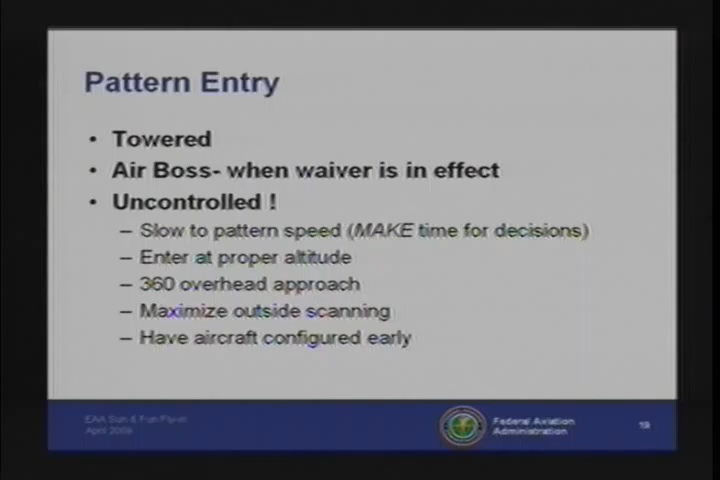 Pattern Entry
• Towered
• Air Boss- when waiver is in effect
• Uncontrolled !
– Slow to pattern speed (MAKE time for decisions)
– Enter at proper altitude
– 360 overhead approach
– Maximize outside scanning
– Have aircraft configured early
EAA Sun & Fun Fly-in
April 2009
Federal Aviation
Administration
19